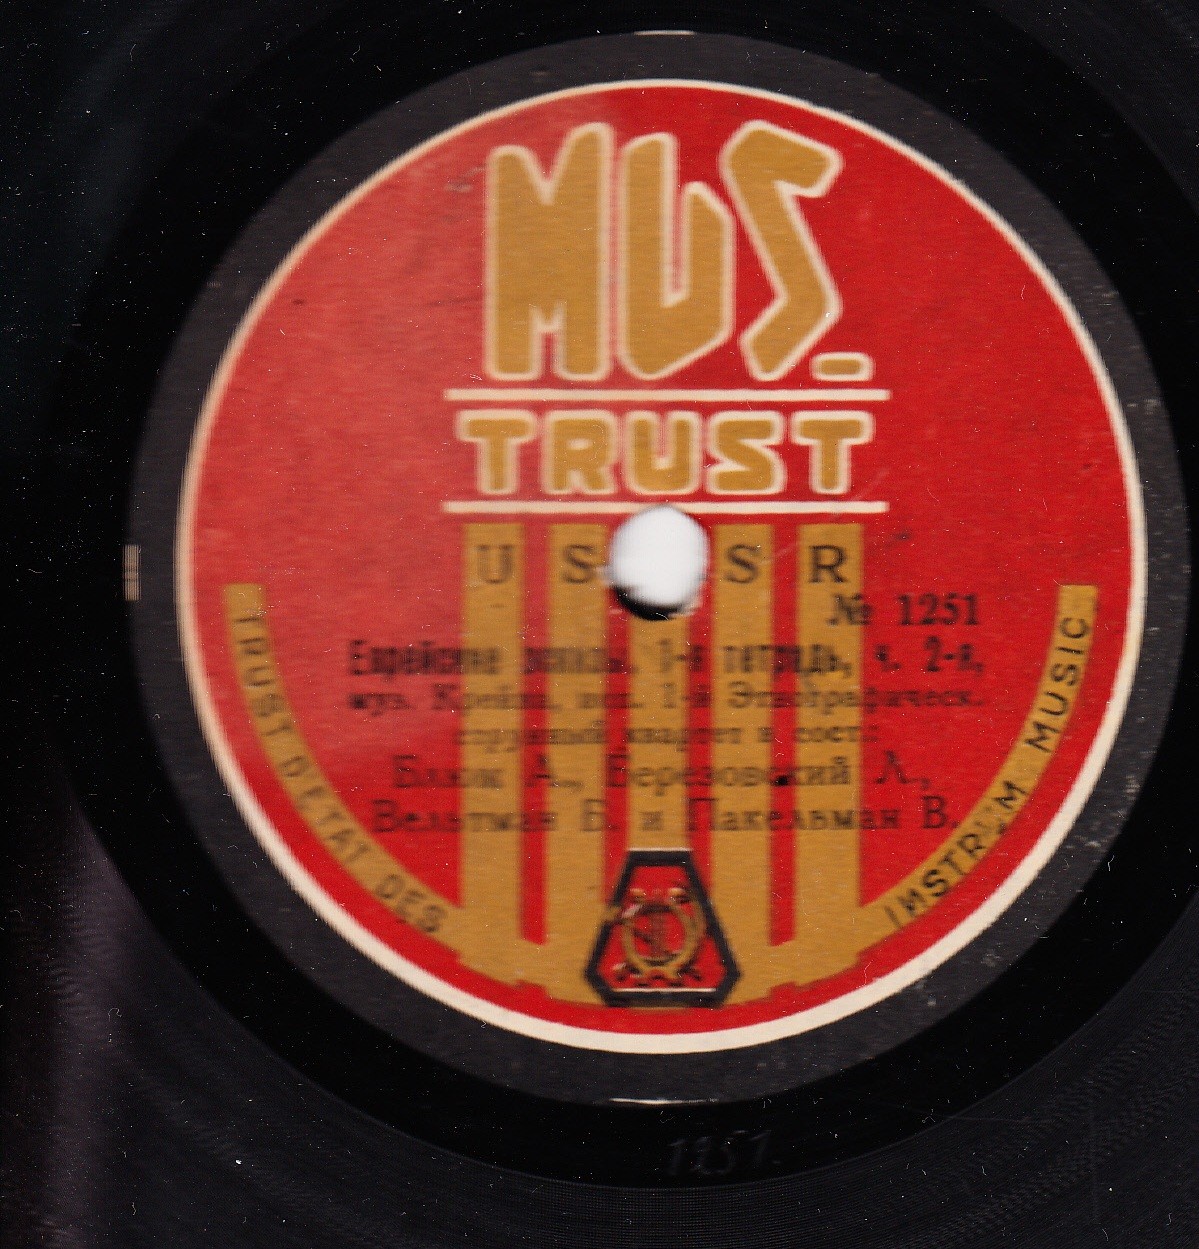 MUS.
TRUST
U S S R
№ 1251
Еврейские эскизы. 1-я тетрадь, ч. 2-я,
муз. Крейна, исп. 1-й Этнографическ.
струнный квартет в сост.:
Блюм А., Березовский Л.,
Вельтман Б. и Пакельман В.
TRUST D'ETAT DES
INSTRUM MUSIC
1251